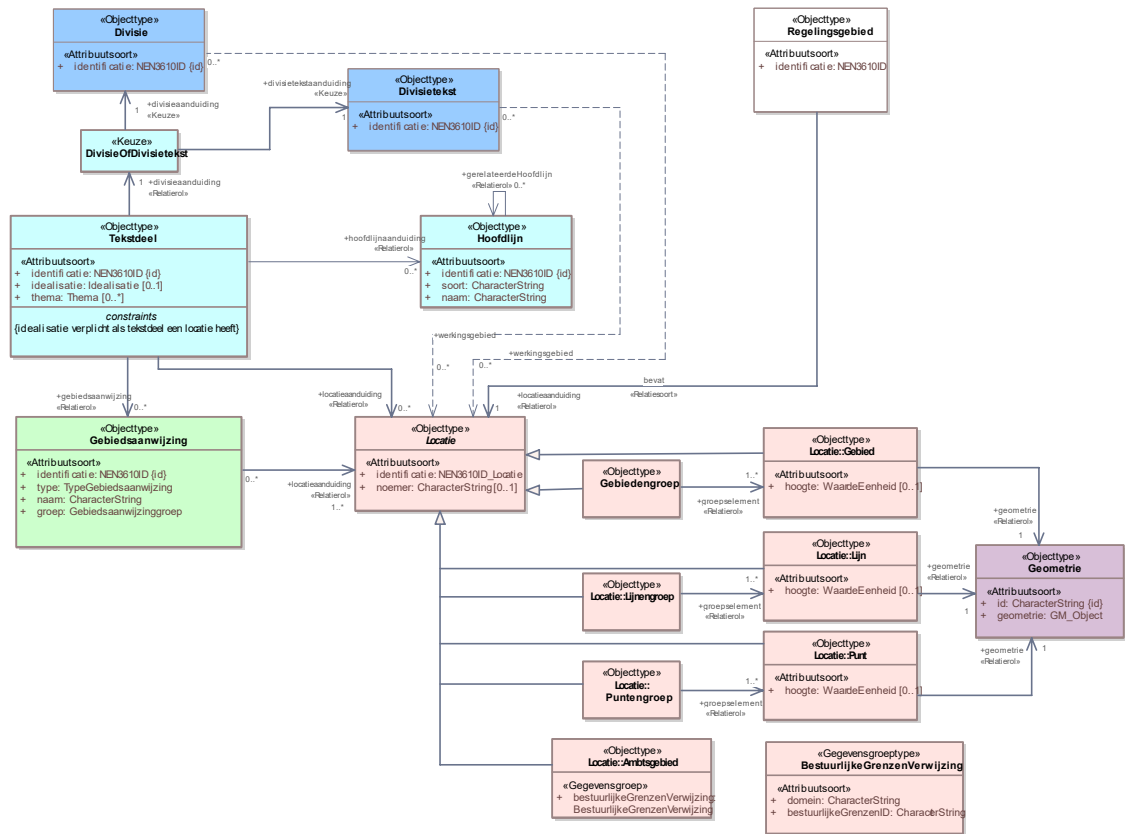 «Objecttype»
Divisie
«Attribuutsoort»
+ identificatie: NEN3610ID {id}
0..*
«Objecttype»
Regelingsgebied
«Attribuutsoort»
+ identificatie: NEN3610ID
+divisietekstaanduiding
«Keuze»
1
«Objecttype»
Divisietekst
«Attribuutsoort»
+ identificatie: NEN3610ID {id}
0..*
+divisieaanduiding
1
«Keuze»
«Keuze»
DivisieOfDivisietekst
1
+divisieaanduiding
«Relatierol»
+gerelateerdeHoofdlijn
«Relatierol» 0..*
«Objecttype»
Tekstdeel
«Attribuutsoort»
+ identificatie: NEN3610ID {id}
+ idealisatie: Idealisatie [0..1]
+ thema: Thema [0..*]
constraints
{idealisatie verplicht als tekstdeel een locatie heeft}
+hoofdlijnaanduiding
«Relatierol»
0..*
«Objecttype»
Hoofdlijn
«Attribuutsoort»
+ identificatie: NEN3610ID {id}
+ soort: CharacterString
+ naam: CharacterString
+werkingsgebied
0..*
+werkingsgebied
0..*
bevat
«Relatiesoort»
+gebiedsaanwijzing
«Relatierol»
0..*
+locatieaanduiding
«Relatierol»
0..*
1
+locatieaanduiding
«Relatierol»
«Objecttype»
Gebiedsaanwijzing
«Attribuutsoort»
+ identificatie: NEN3610ID {id}
+ type: TypeGebiedsaanwijzing
+ naam: CharacterString
+ groep: Gebiedsaanwijzinggroep
0..*
+locatieaanduiding
«Relatierol»
1..*
«Objecttype»
Locatie
«Attribuutsoort»
+ identificatie: NEN3610ID_Locatie
+ noemer: CharacterString [0..1]
«Objecttype»
Gebiedengroep
1..*
+groepselement
«Relatierol»
«Objecttype»
Locatie::Gebied
«Attribuutsoort»
+ hoogte: WaardeEenheid [0..1]
+geometrie
«Relatierol»
1
«Objecttype»
Locatie::Lijnengroep
1..*
+groepselement
«Relatierol»
«Objecttype»
Locatie::Lijn
«Attribuutsoort»
+ hoogte: WaardeEenheid [0..1]
+geometrie
«Relatierol»
1
«Objecttype»
Geometrie
«Attribuutsoort»
+ id: CharacterString {id}
+ geometrie: GM_Object
«Objecttype»
Locatie::
Puntengroep
1..*
+groepselement
«Relatierol»
«Objecttype»
Locatie::Punt
«Attribuutsoort»
+ hoogte: WaardeEenheid [0..1]
+geometrie
«Relatierol»
1
«Objecttype»
Locatie::Ambtsgebied
«Gegevensgroep»
+ bestuurlijkeGrenzenVerwijzing:
BestuurlijkeGrenzenVerwijzing
«Gegevensgroeptype»
BestuurlijkeGrenzenVerwijzing
«Attribuutsoort»
+ domein: CharacterString
+ bestuurlijkeGrenzenID: CharacterString